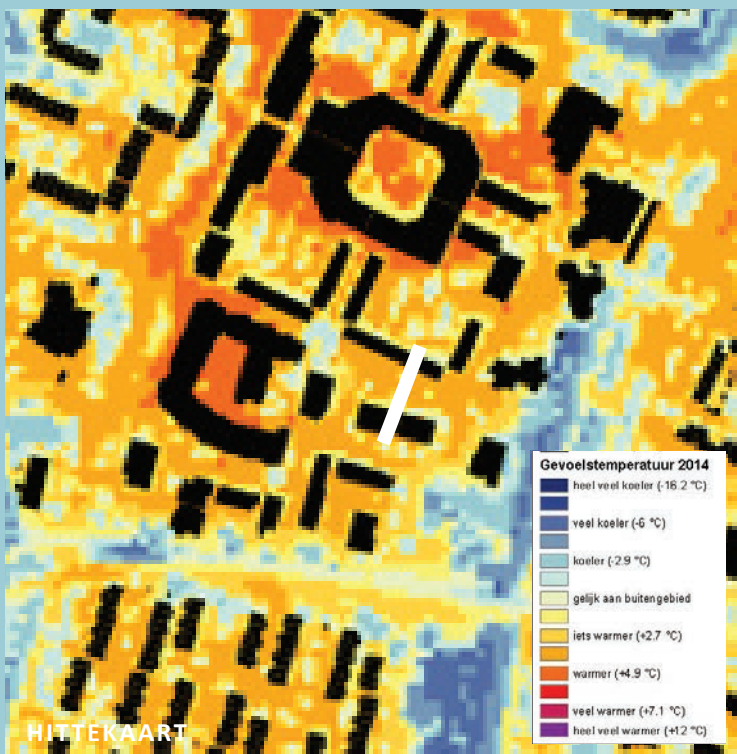 Gevoelstemperatuur 2014
heel veel koeler (-16.2 °C)
veel koeler (-6 °C)
koeler (-2.9 °C)
gelijk aan buitengebied
iets warmer (+2.7 °C)
warmer (+4.9 °C)
veel warmer (+7.1 °C)
heel veel warmer (+12 °C)
HITTEKAART